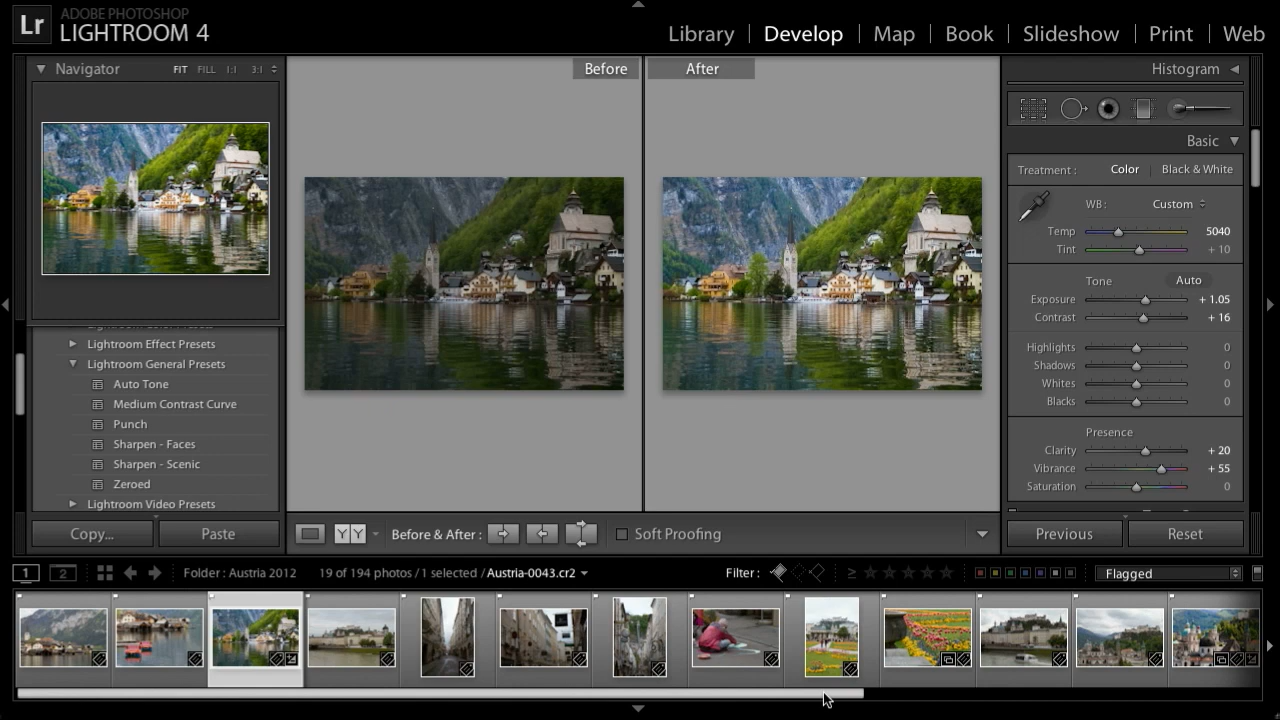 Lr
ADOBE PHOTOSHOP
LIGHTROOM 4
Library | Develop | Map | Book | Slideshow | Print | Web
Navigator FIT FILL 1:1 3:1
Before
After
Histogram
Basic
Treatment : Color | Black & White
WB : Custom
Temp 5040
Tint + 10
Tone Auto
Exposure + 1.05
Contrast + 16
Highlights 0
Shadows 0
Whites 0
Blacks 0
Presence
Clarity + 20
Vibrance + 55
Saturation 0
Lightroom Color Presets
Lightroom Effect Presets
Lightroom General Presets
Auto Tone
Medium Contrast Curve
Punch
Sharpen - Faces
Sharpen - Scenic
Zeroed
Lightroom Video Presets
Copy... Paste
YY Before & After : Soft Proofing
Previous Reset
1 2 Folder : Austria 2012 19 of 194 photos / 1 selected / Austria-0043.cr2 Filter : ≥ Flagged